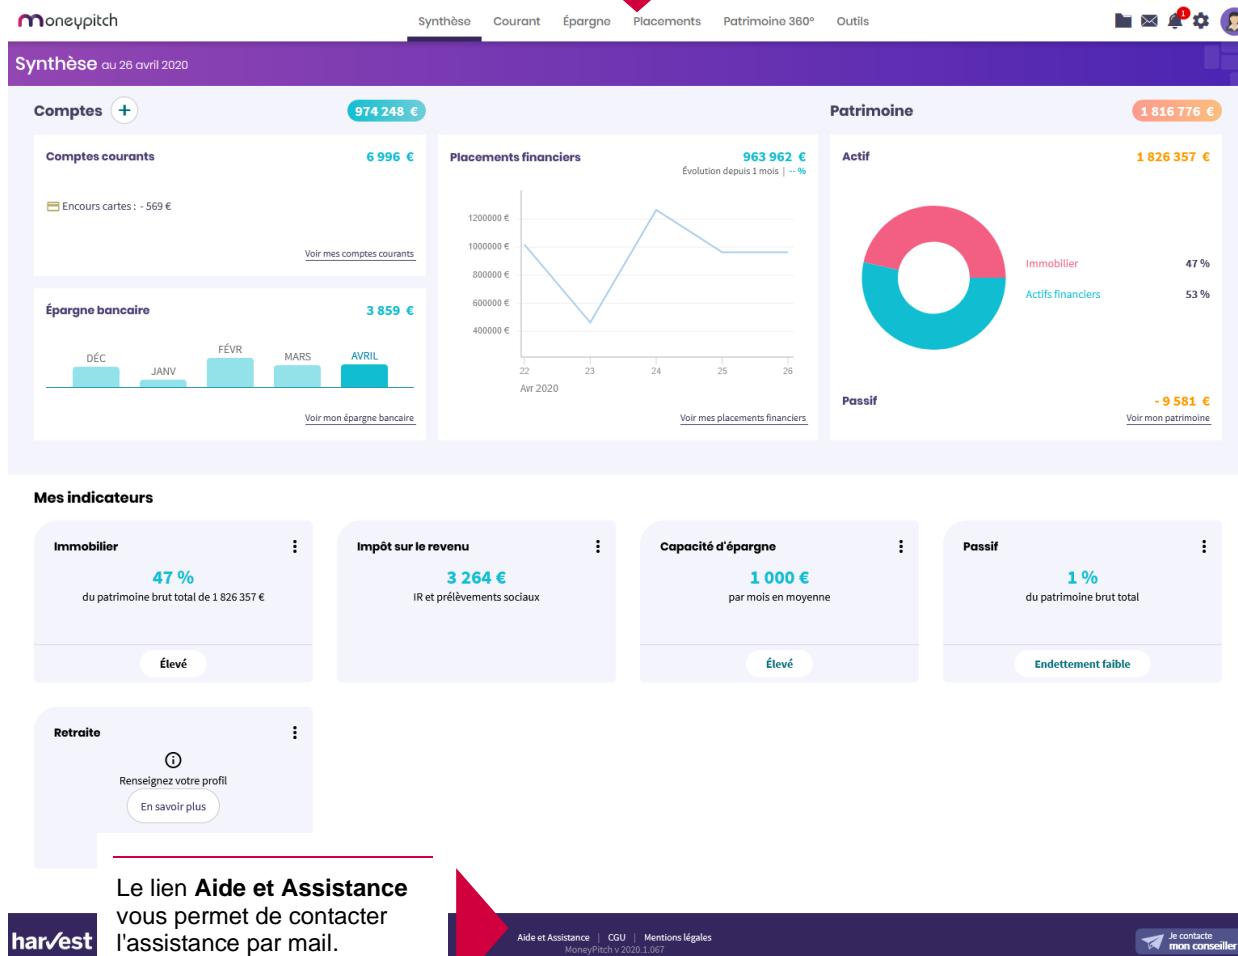 moneypitch
Synthèse Courant Épargne Placements Patrimoine 360° Outils
1
Synthèse au 26 avril 2020
Comptes + 974 248 €
Patrimoine 1 816 776 €
Comptes courants 6 996 €
Encours cartes : - 569 €
Voir mes comptes courants
Épargne bancaire 3 859 €
DÉC JANV FÉVR MARS AVRIL
Voir mon épargne bancaire
Placements financiers 963 962 €
Évolution depuis 1 mois | -- %
1200000 €
1000000 €
800000 €
600000 €
400000 €
22 23 24 25 26
Avr 2020
Voir mes placements financiers
Actif 1 826 357 €
Immobilier 47 %
Actifs financiers 53 %
Passif - 9 581 €
Voir mon patrimoine
Mes indicateurs
Immobilier
47 %
du patrimoine brut total de 1 826 357 €
Élevé
Impôt sur le revenu
3 264 €
IR et prélèvements sociaux
Capacité d'épargne
1 000 €
par mois en moyenne
Élevé
Passif
1 %
du patrimoine brut total
Endettement faible
Retraite
Renseignez votre profil
En savoir plus
Le lien Aide et Assistance
vous permet de contacter
l'assistance par mail.
harvest
Aide et Assistance | CGU | Mentions légales
MoneyPitch v 2020.1.067
Je contacte
mon conseiller